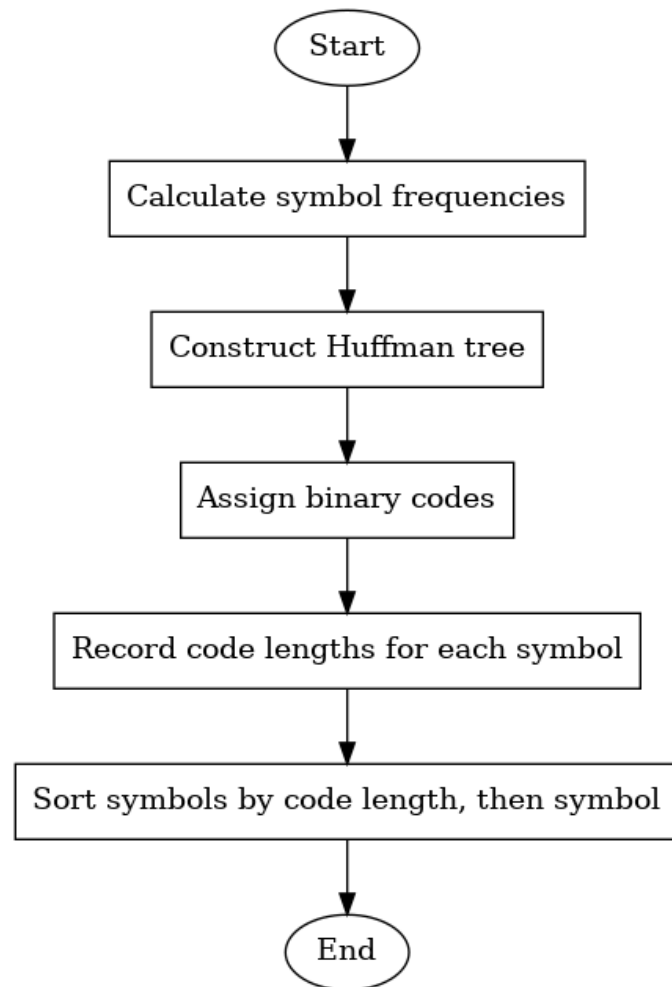 Start
Calculate symbol frequencies
Construct Huffman tree
Assign binary codes
Record code lengths for each symbol
Sort symbols by code length, then symbol
End